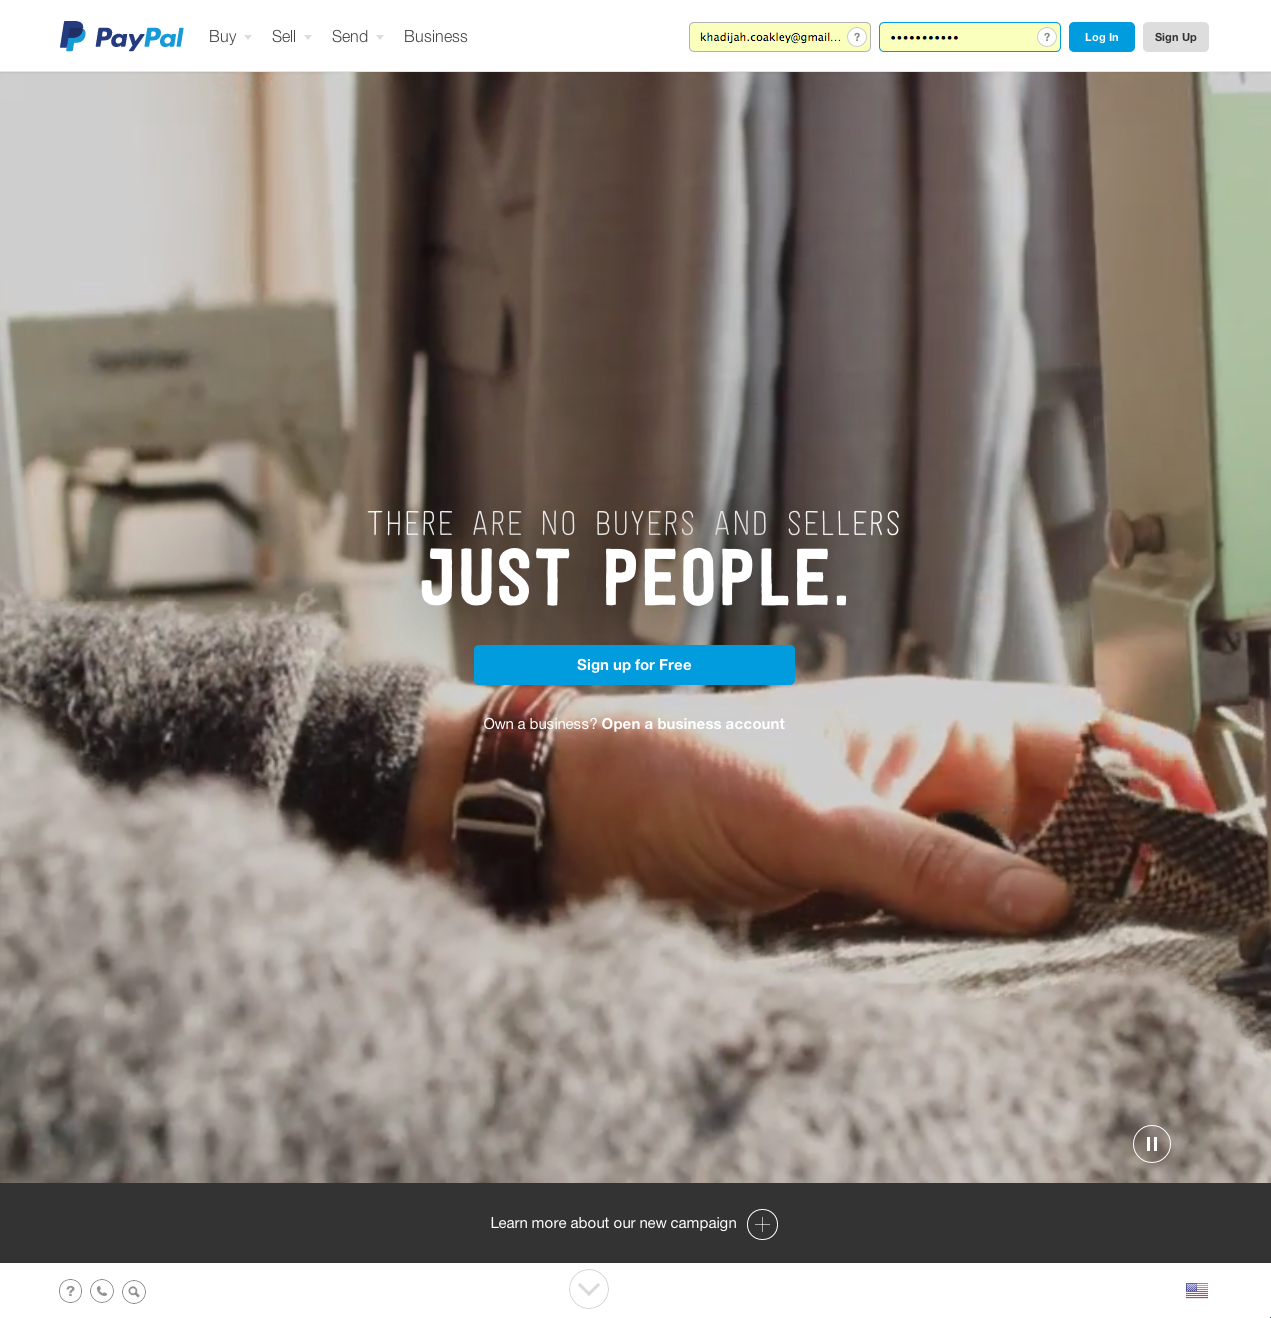 PayPal Buy Sell Send Business khadijah.coakley@gmail... ? ••••••••••• ? Log In Sign Up
THERE ARE NO BUYERS AND SELLERS
JUST PEOPLE.
Sign up for Free
Own a business? Open a business account
Learn more about our new campaign
?